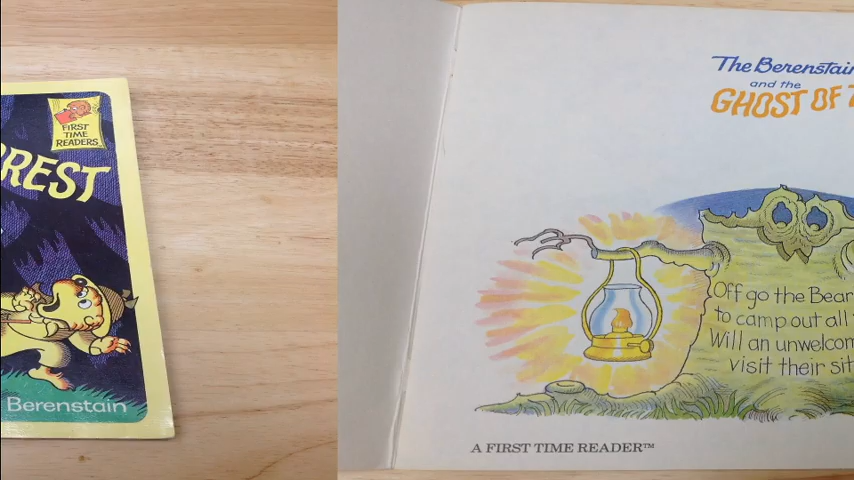 FIRST
TIME
READERS
REST
Berenstain
The Berenstain
and the
GHOST OF
Off go the Bear
to camp out all
Will an unwelcom
visit their sit
A FIRST TIME READER™